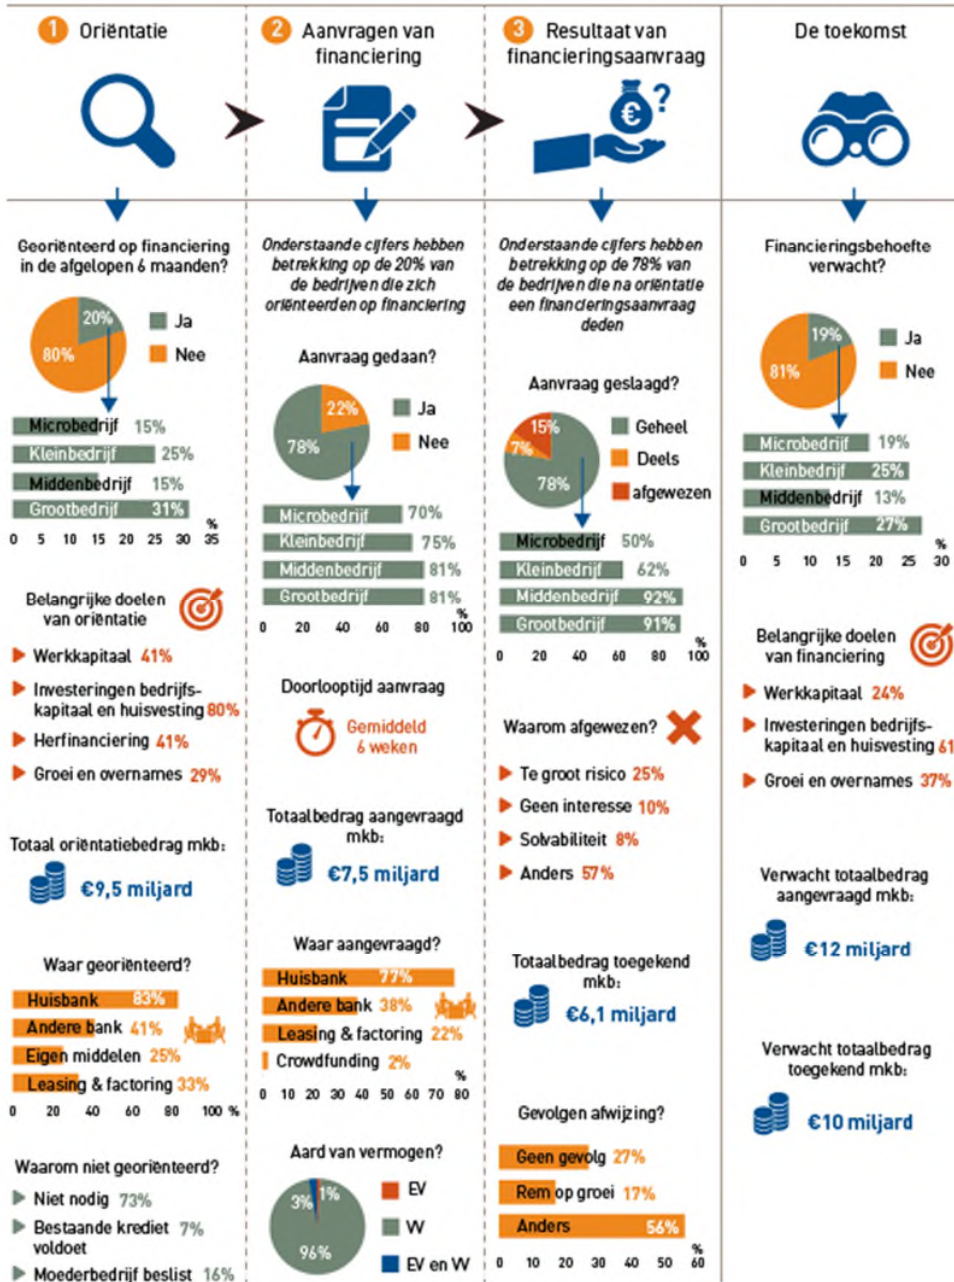 1 Oriëntatie
Georiënteerd op financiering
in de afgelopen 6 maanden?
20%
80%
Ja
Nee
Microbedrijf 15%
Kleinbedrijf 25%
Middenbedrijf 15%
Grootbedrijf 31%
%
0 5 10 15 20 25 30 35
Belangrijke doelen
van oriëntatie
Werkkapitaal 41%
Investeringen bedrijfs-
kapitaal en huisvesting 80%
Herfinanciering 41%
Groei en overnames 29%
Totaal oriëntatiebedrag mkb:
€9,5 miljard
Waar georiënteerd?
Huisbank 83%
Andere bank 41%
Eigen middelen 25%
Leasing & factoring 33%
0 20 40 60 80 100 %
Waarom niet georiënteerd?
Niet nodig 73%
Bestaande krediet 7%
voldoet
Moederbedrijf beslist 16%
2 Aanvragen van
financiering
Onderstaande cijfers hebben
betrekking op de 20% van
de bedrijven die zich
oriënteerden op financiering
Aanvraag gedaan?
22%
78%
Ja
Nee
Microbedrijf 70%
Kleinbedrijf 75%
Middenbedrijf 81%
Grootbedrijf 81%
%
0 20 40 60 80 100
Doorlooptijd aanvraag
Gemiddeld
6 weken
Totaalbedrag aangevraagd
mkb:
€7,5 miljard
Waar aangevraagd?
Huisbank 77%
Andere bank 38%
Leasing & factoring 22%
Crowdfunding 2%
%
0 10 20 30 40 50 60 70 80
Aard van vermogen?
3% 1%
96%
EV
VV
EV en VV
3 Resultaat van
financieringsaanvraag
€ ?
Onderstaande cijfers hebben
betrekking op de 78% van
de bedrijven die na oriëntatie
een financieringsaanvraag
deden
Aanvraag geslaagd?
15%
7%
78%
Geheel
Deels
afgewezen
Microbedrijf 50%
Kleinbedrijf 62%
Middenbedrijf 92%
Grootbedrijf 91%
%
0 20 40 60 80 100
Waarom afgewezen?
Te groot risico 25%
Geen interesse 10%
Solvabiliteit 8%
Anders 57%
Totaalbedrag toegekend
mkb:
€6,1 miljard
Gevolgen afwijzing?
Geen gevolg 27%
Rem op groei 17%
Anders 56%
%
0 10 20 30 40 50 60
De toekomst
Financieringsbehoefte
verwacht?
19%
81%
Ja
Nee
Microbedrijf 19%
Kleinbedrijf 25%
Middenbedrijf 13%
Grootbedrijf 27%
%
0 5 10 15 20 25 30
Belangrijke doelen
van financiering
Werkkapitaal 24%
Investeringen bedrijfs-
kapitaal en huisvesting 61
Groei en overnames 37%
Verwacht totaalbedrag
aangevraagd mkb:
€12 miljard
Verwacht totaalbedrag
toegekend mkb:
€10 miljard